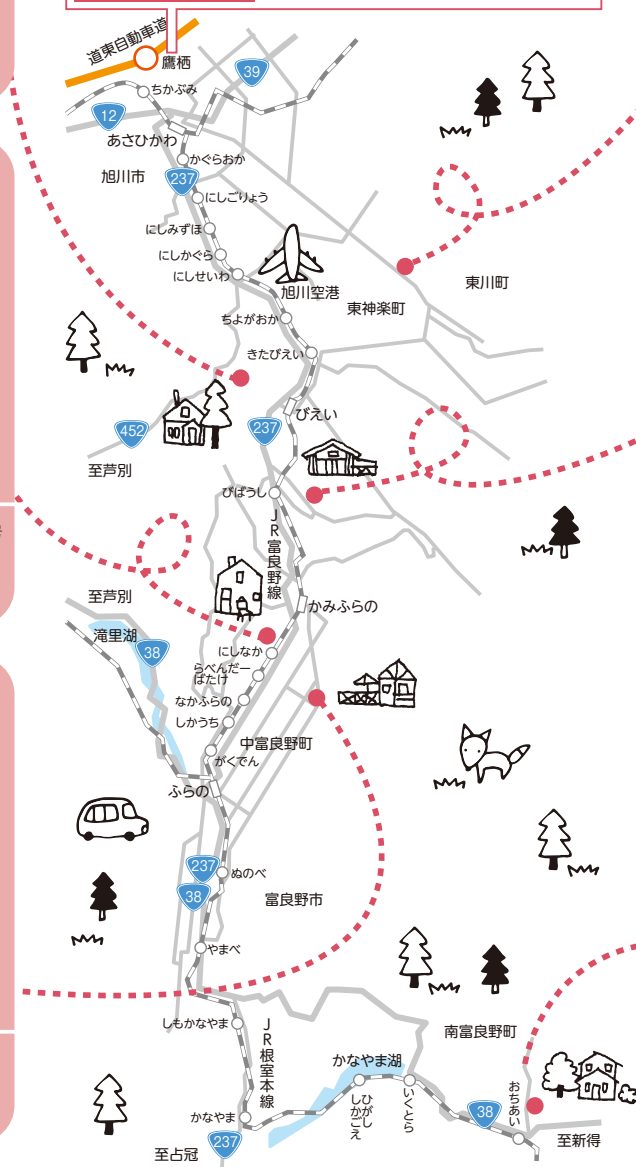 道東自動車道
鷹栖
39
ちかぶみ
12
あさひかわ
かぐらおか
旭川市
237
にしごりょう
にしみずほ
にしかぐら
にしせいわ
旭川空港
東川町
東神楽町
ちよがおか
きたびえい
びえい
452
237
至芦別
びばうし
JR富良野線
至芦別
かみふらの
滝里湖
38
にしなか
らべんだー
ばたけ
なかふらの
しかうち
中富良野町
がくでん
ふらの
237
ぬのべ
38
富良野市
やまべ
しもかなやま
JR根室本線
南富良野町
かなやま湖
ひがし
しかごえ
いくとら
おちあい
38
かなやま
237
至占冠
至新得